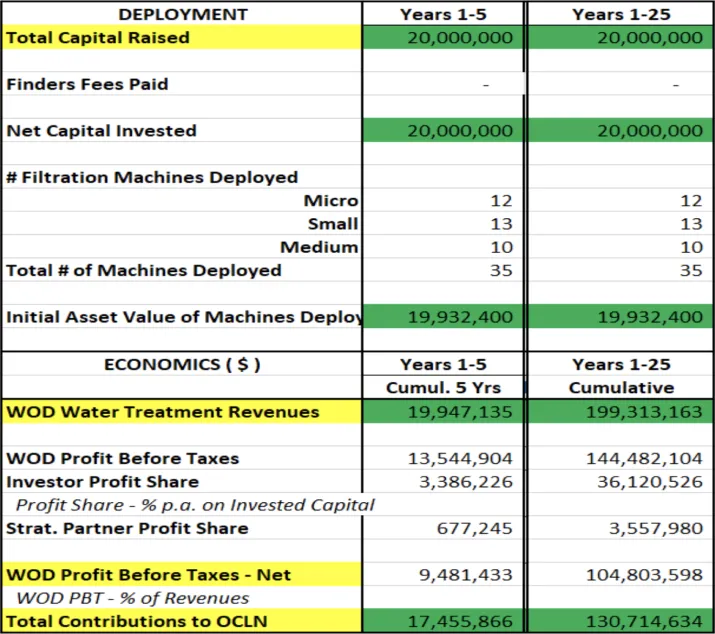 DEPLOYMENT Years 1-5 Years 1-25
Total Capital Raised 20,000,000 20,000,000
Finders Fees Paid - -
Net Capital Invested 20,000,000 20,000,000
# Filtration Machines Deployed
Micro 12 12
Small 13 13
Medium 10 10
Total # of Machines Deployed 35 35
Initial Asset Value of Machines Deploy 19,932,400 19,932,400
ECONOMICS ( $ ) Years 1-5 Years 1-25
Cumul. 5 Yrs Cumulative
WOD Water Treatment Revenues 19,947,135 199,313,163
WOD Profit Before Taxes 13,544,904 144,482,104
Investor Profit Share 3,386,226 36,120,526
Profit Share - % p.a. on Invested Capital
Strat. Partner Profit Share 677,245 3,557,980
WOD Profit Before Taxes - Net 9,481,433 104,803,598
WOD PBT - % of Revenues
Total Contributions to OCLN 17,455,866 130,714,634